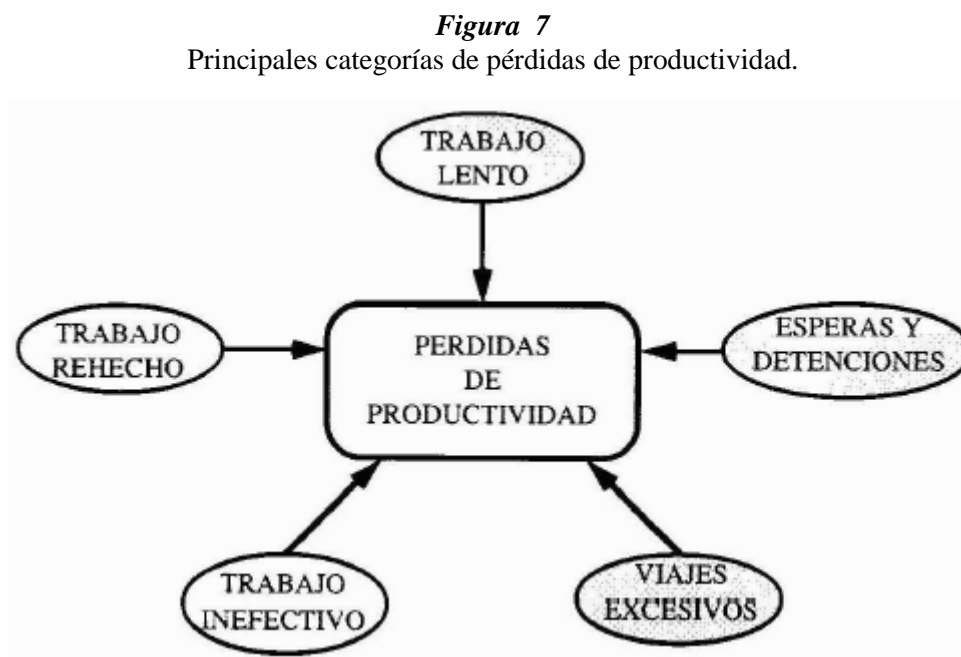 Figura 7
Principales categorías de pérdidas de productividad.
TRABAJO
LENTO
TRABAJO
REHECHO
PERDIDAS
DE
PRODUCTIVIDAD
ESPERAS Y
DETENCIONES
TRABAJO
INEFECTIVO
VIAJES
EXCESIVOS